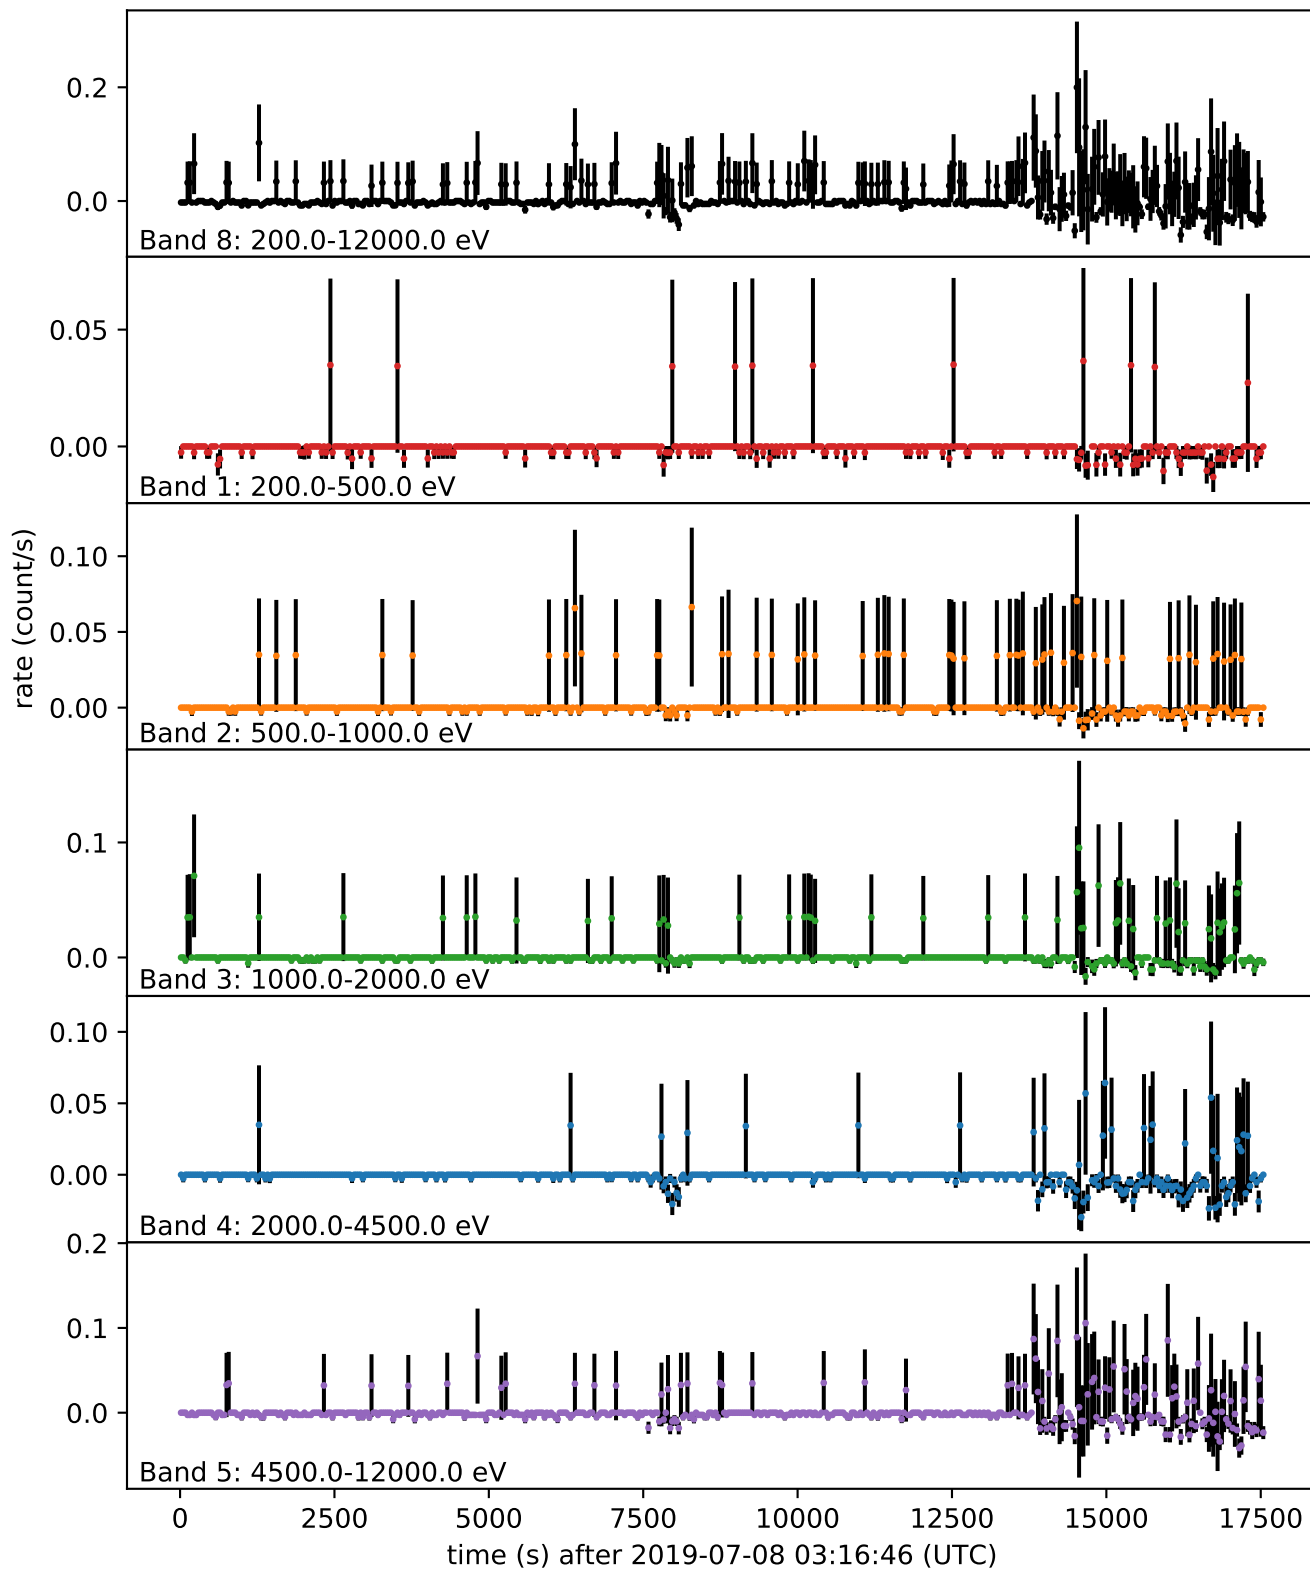 0.2
0.0
Band 8: 200.0-12000.0 eV
0.05
0.00
Band 1: 200.0-500.0 eV
rate (count/s)
0.10
0.05
0.00
Band 2: 500.0-1000.0 eV
0.1
0.0
Band 3: 1000.0-2000.0 eV
0.10
0.05
0.00
Band 4: 2000.0-4500.0 eV
0.2
0.1
0.0
Band 5: 4500.0-12000.0 eV
0 2500 5000 7500 10000 12500 15000 17500
time (s) after 2019-07-08 03:16:46 (UTC)